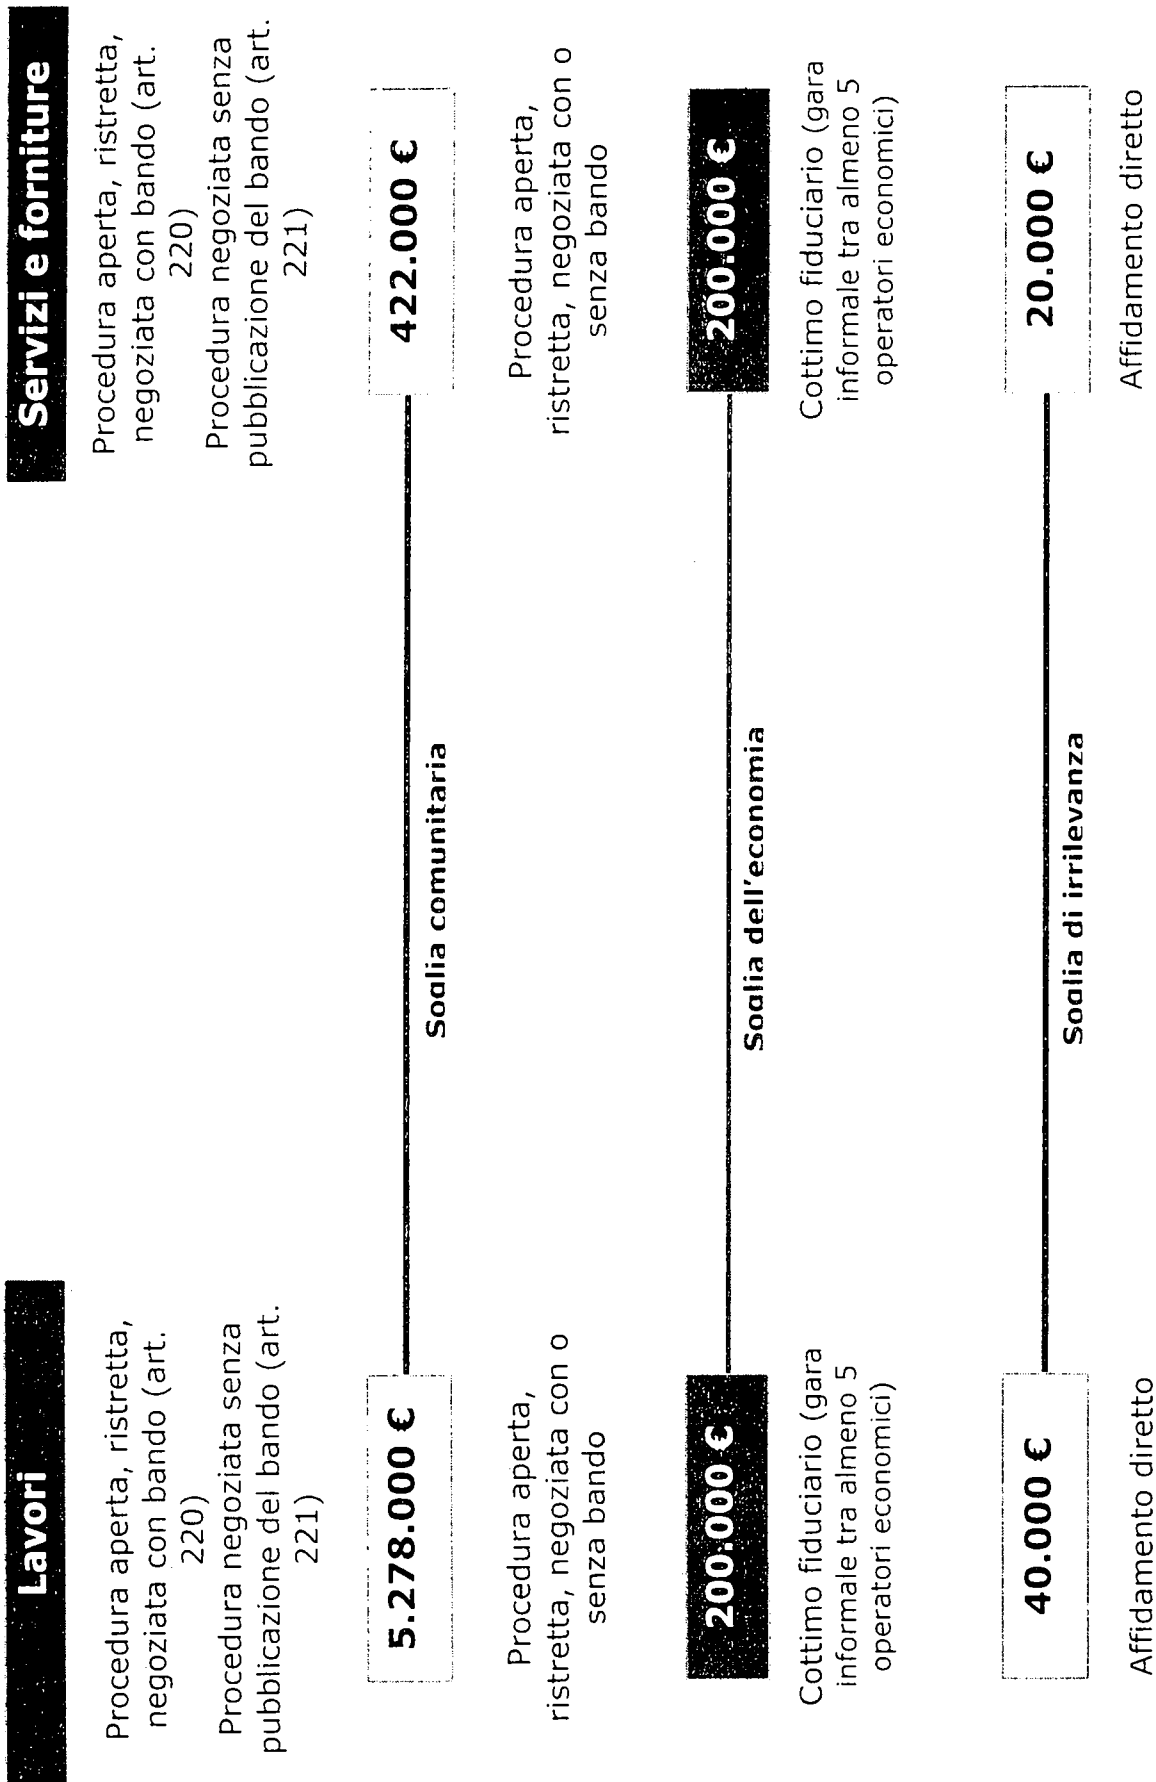 Lavori
Servizi e forniture
Procedura aperta, ristretta,
negoziata con bando (art.
220)
Procedura negoziata senza
pubblicazione del bando (art.
221)
Procedura aperta, ristretta,
negoziata con bando (art.
220)
Procedura negoziata senza
pubblicazione del bando (art.
221)
5.278.000 €
Soglia comunitaria
422.000 €
Procedura aperta,
ristretta, negoziata con o
senza bando
Procedura aperta,
ristretta, negoziata con o
senza bando
200.000 €
Soglia dell'economia
200.000 €
Cottimo fiduciario (gara
informale tra almeno 5
operatori economici)
Cottimo fiduciario (gara
informale tra almeno 5
operatori economici)
40.000 €
Soglia di irrilevanza
20.000 €
Affidamento diretto
Affidamento diretto